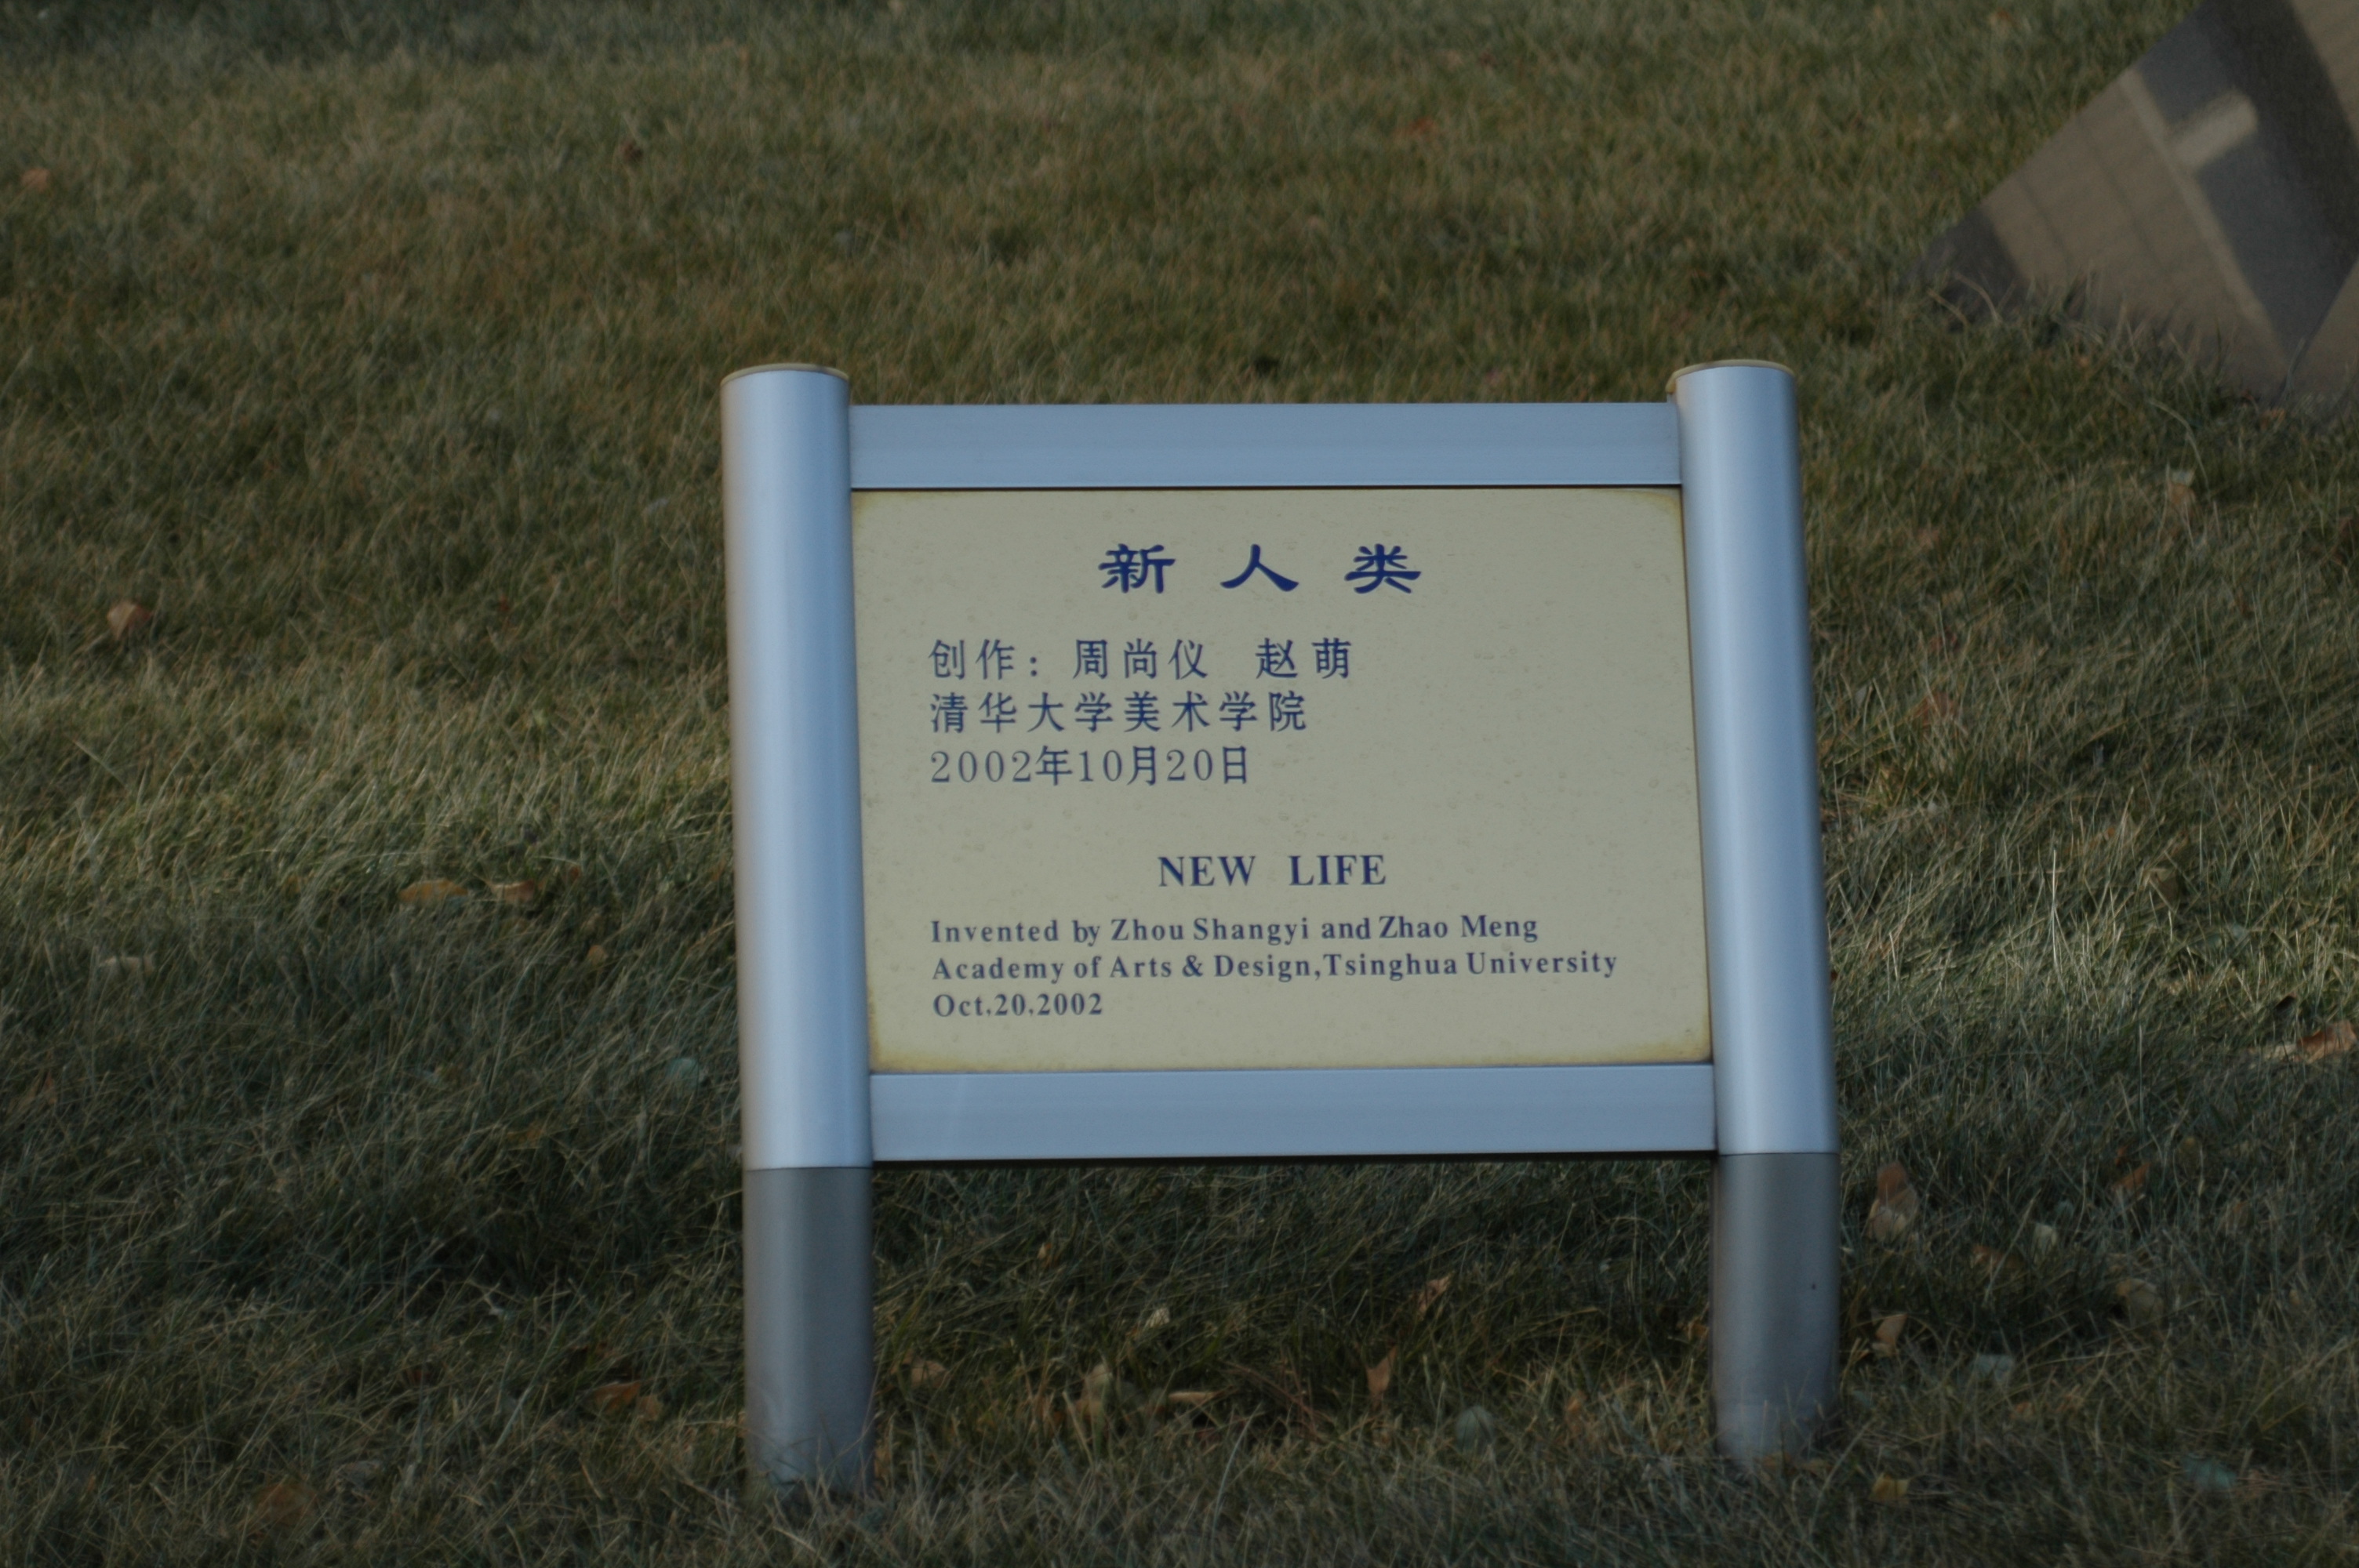 新人类
创作：周尚仪 赵萌
清华大学美术学院
2002年10月20日
NEW LIFE
Invented by Zhou Shangyi and Zhao Meng
Academy of Arts & Design,Tsinghua University
Oct.20.2002